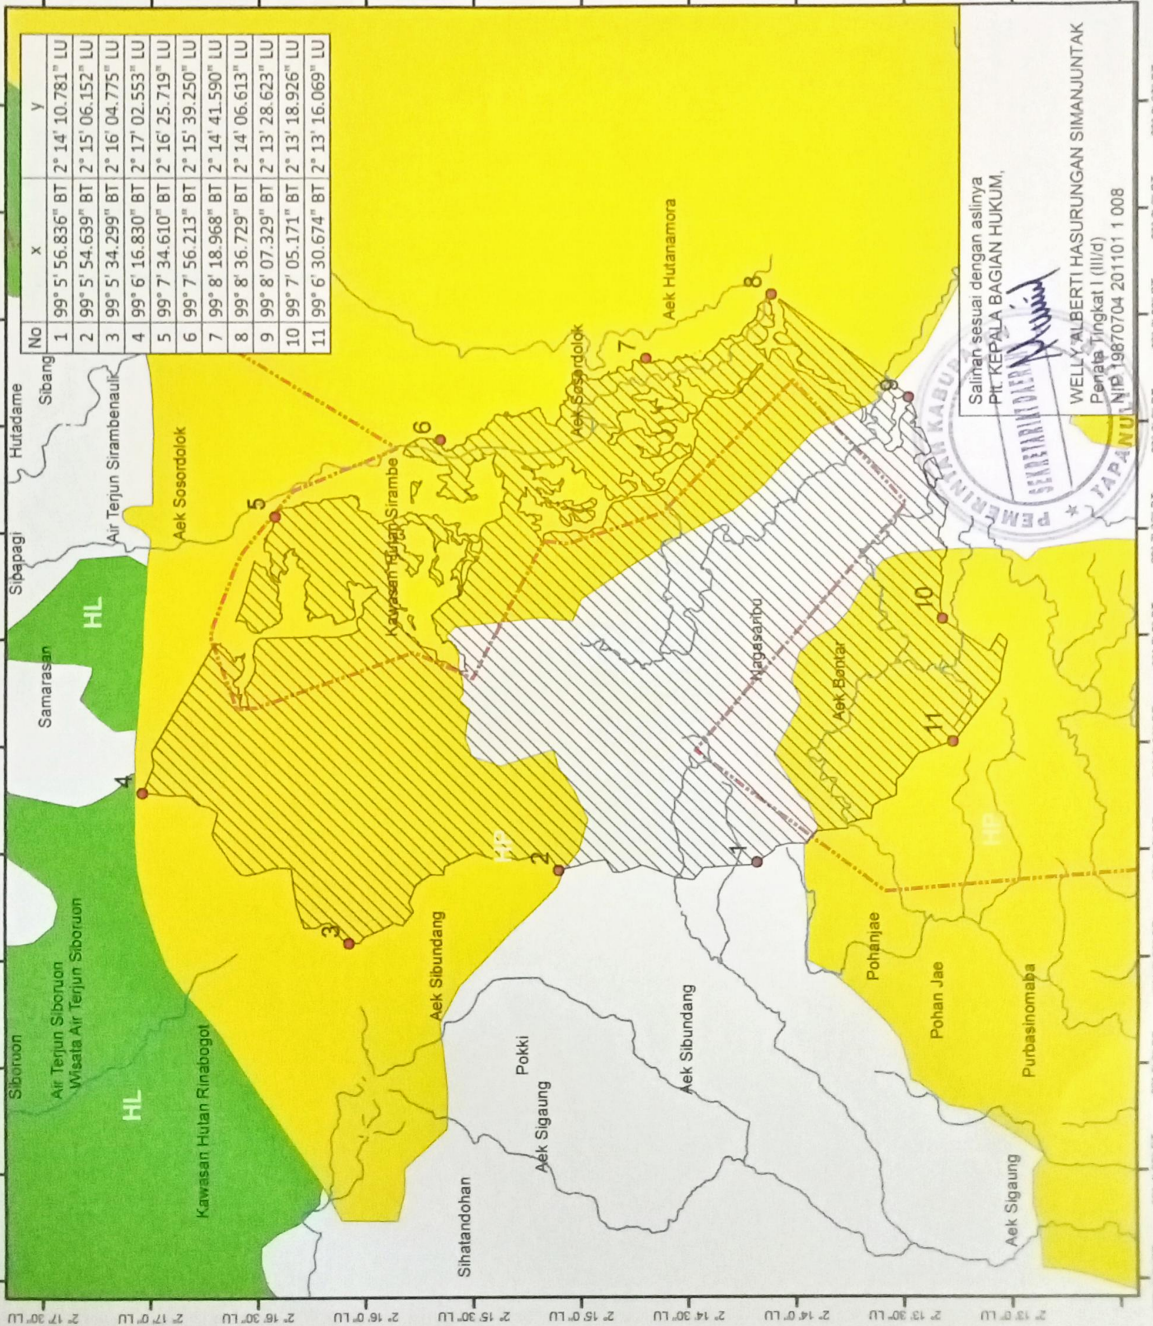 No x y
1 99° 5' 56.836" BT 2° 14' 10.781" LU
2 99° 5' 54.639" BT 2° 15' 06.152" LU
3 99° 5' 34.299" BT 2° 16' 04.775" LU
4 99° 6' 16.830" BT 2° 17' 02.553" LU
5 99° 7' 34.610" BT 2° 16' 25.719" LU
6 99° 7' 56.213" BT 2° 15' 39.250" LU
7 99° 8' 18.968" BT 2° 14' 41.590" LU
8 99° 8' 36.729" BT 2° 14' 06.613" LU
9 99° 8' 07.329" BT 2° 13' 28.623" LU
10 99° 7' 05.171" BT 2° 13' 18.926" LU
11 99° 6' 30.674" BT 2° 13' 16.069" LU
Siboruon
Air Terjun Siboruon
Wisata Air Terjun Siboruon
HL
Kawasan Hutan Rinabogot
Samarasan
HL
Sipapagi
Hutadame
Sibang
Air Terjun Sirambenauli
Aek Sosordolok
4
5
6
3
Kawasan Hutan Sirambe
Aek Sibundang
HP
2
Aek Sosordolok
7
Aek Hutanamora
8
Sihatandohan
Pokki
Aek Sigaung
Aek Sibundang
1
Nagasaribu
Aek Bontar
9
10
11
Pohanjae
Pohan Jae
HP
Purbasinomba
Aek Sigaung
2° 17' 30" LU
2° 17' 0" LU
2° 16' 30" LU
2° 16' 0" LU
2° 15' 30" LU
2° 15' 0" LU
2° 14' 30" LU
2° 14' 0" LU
2° 13' 30" LU
2° 13' 0" LU
Salinan sesuai dengan aslinya
Plt. KEPALA BAGIAN HUKUM,
PEMERINTAH KABUPA
SEKRETARIAT DAERAH
TAPANULI
WELLY ALBERTI HASURUNGAN SIMANJUNTAK
Penata Tingkat I (III/d)
NIP 19870704 201101 1 008